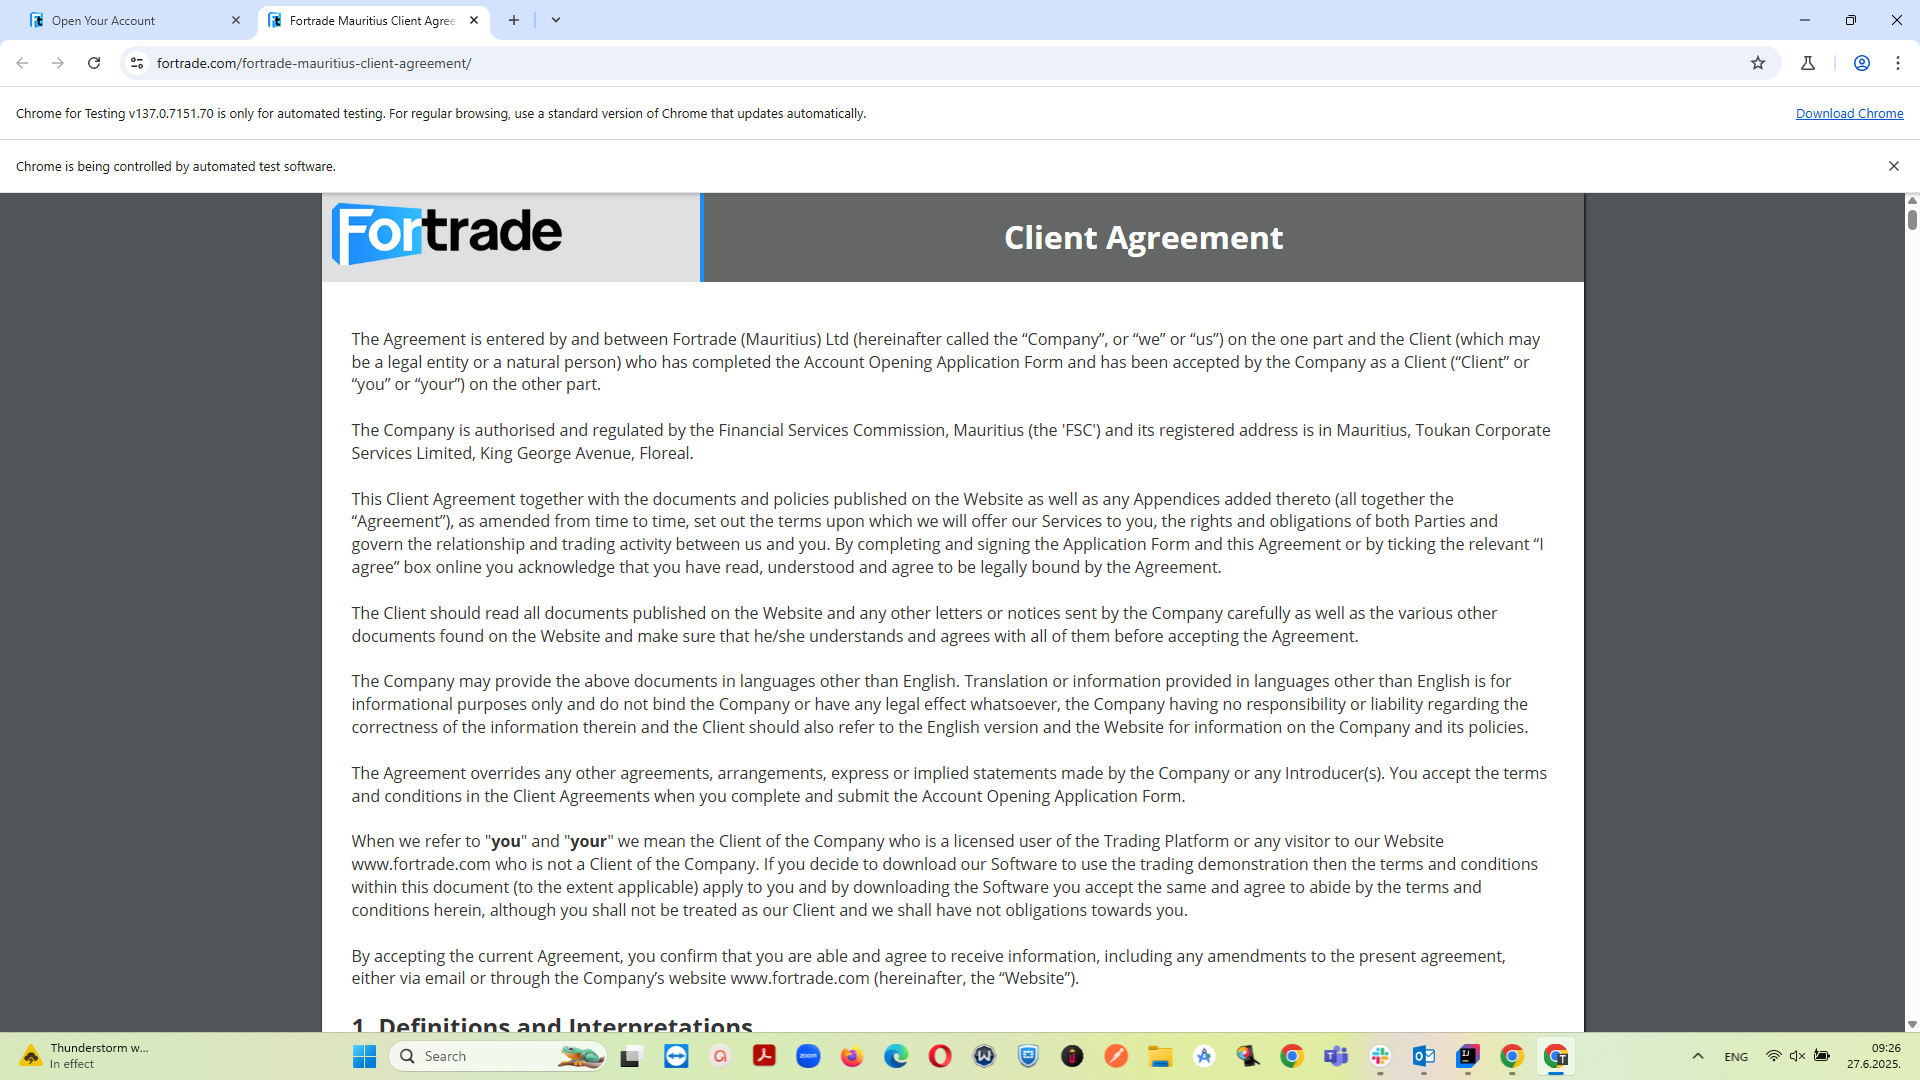 Open Your Account
Fortrade Mauritius Client Agree
fortrade.com/fortrade-mauritius-client-agreement/
Chrome for Testing v137.0.7151.70 is only for automated testing. For regular browsing, use a standard version of Chrome that updates automatically.
Download Chrome
Chrome is being controlled by automated test software.
Fortrade
Client Agreement
The Agreement is entered by and between Fortrade (Mauritius) Ltd (hereinafter called the “Company”, or “we” or “us”) on the one part and the Client (which may
be a legal entity or a natural person) who has completed the Account Opening Application Form and has been accepted by the Company as a Client (“Client” or
“you” or “your”) on the other part.
The Company is authorised and regulated by the Financial Services Commission, Mauritius (the 'FSC') and its registered address is in Mauritius, Toukan Corporate
Services Limited, King George Avenue, Floreal.
This Client Agreement together with the documents and policies published on the Website as well as any Appendices added thereto (all together the
“Agreement”), as amended from time to time, set out the terms upon which we will offer our Services to you, the rights and obligations of both Parties and
govern the relationship and trading activity between us and you. By completing and signing the Application Form and this Agreement or by ticking the relevant “I
agree” box online you acknowledge that you have read, understood and agree to be legally bound by the Agreement.
The Client should read all documents published on the Website and any other letters or notices sent by the Company carefully as well as the various other
documents found on the Website and make sure that he/she understands and agrees with all of them before accepting the Agreement.
The Company may provide the above documents in languages other than English. Translation or information provided in languages other than English is for
informational purposes only and do not bind the Company or have any legal effect whatsoever, the Company having no responsibility or liability regarding the
correctness of the information therein and the Client should also refer to the English version and the Website for information on the Company and its policies.
The Agreement overrides any other agreements, arrangements, express or implied statements made by the Company or any Introducer(s). You accept the terms
and conditions in the Client Agreements when you complete and submit the Account Opening Application Form.
When we refer to "you" and "your" we mean the Client of the Company who is a licensed user of the Trading Platform or any visitor to our Website
www.fortrade.com who is not a Client of the Company. If you decide to download our Software to use the trading demonstration then the terms and conditions
within this document (to the extent applicable) apply to you and by downloading the Software you accept the same and agree to abide by the terms and
conditions herein, although you shall not be treated as our Client and we shall have not obligations towards you.
By accepting the current Agreement, you confirm that you are able and agree to receive information, including any amendments to the present agreement,
either via email or through the Company’s website www.fortrade.com (hereinafter, the “Website”).
1. Definitions and Interpretations
Thunderstorm w...
In effect
Search
zoom
ENG
09:26
27.6.2025.